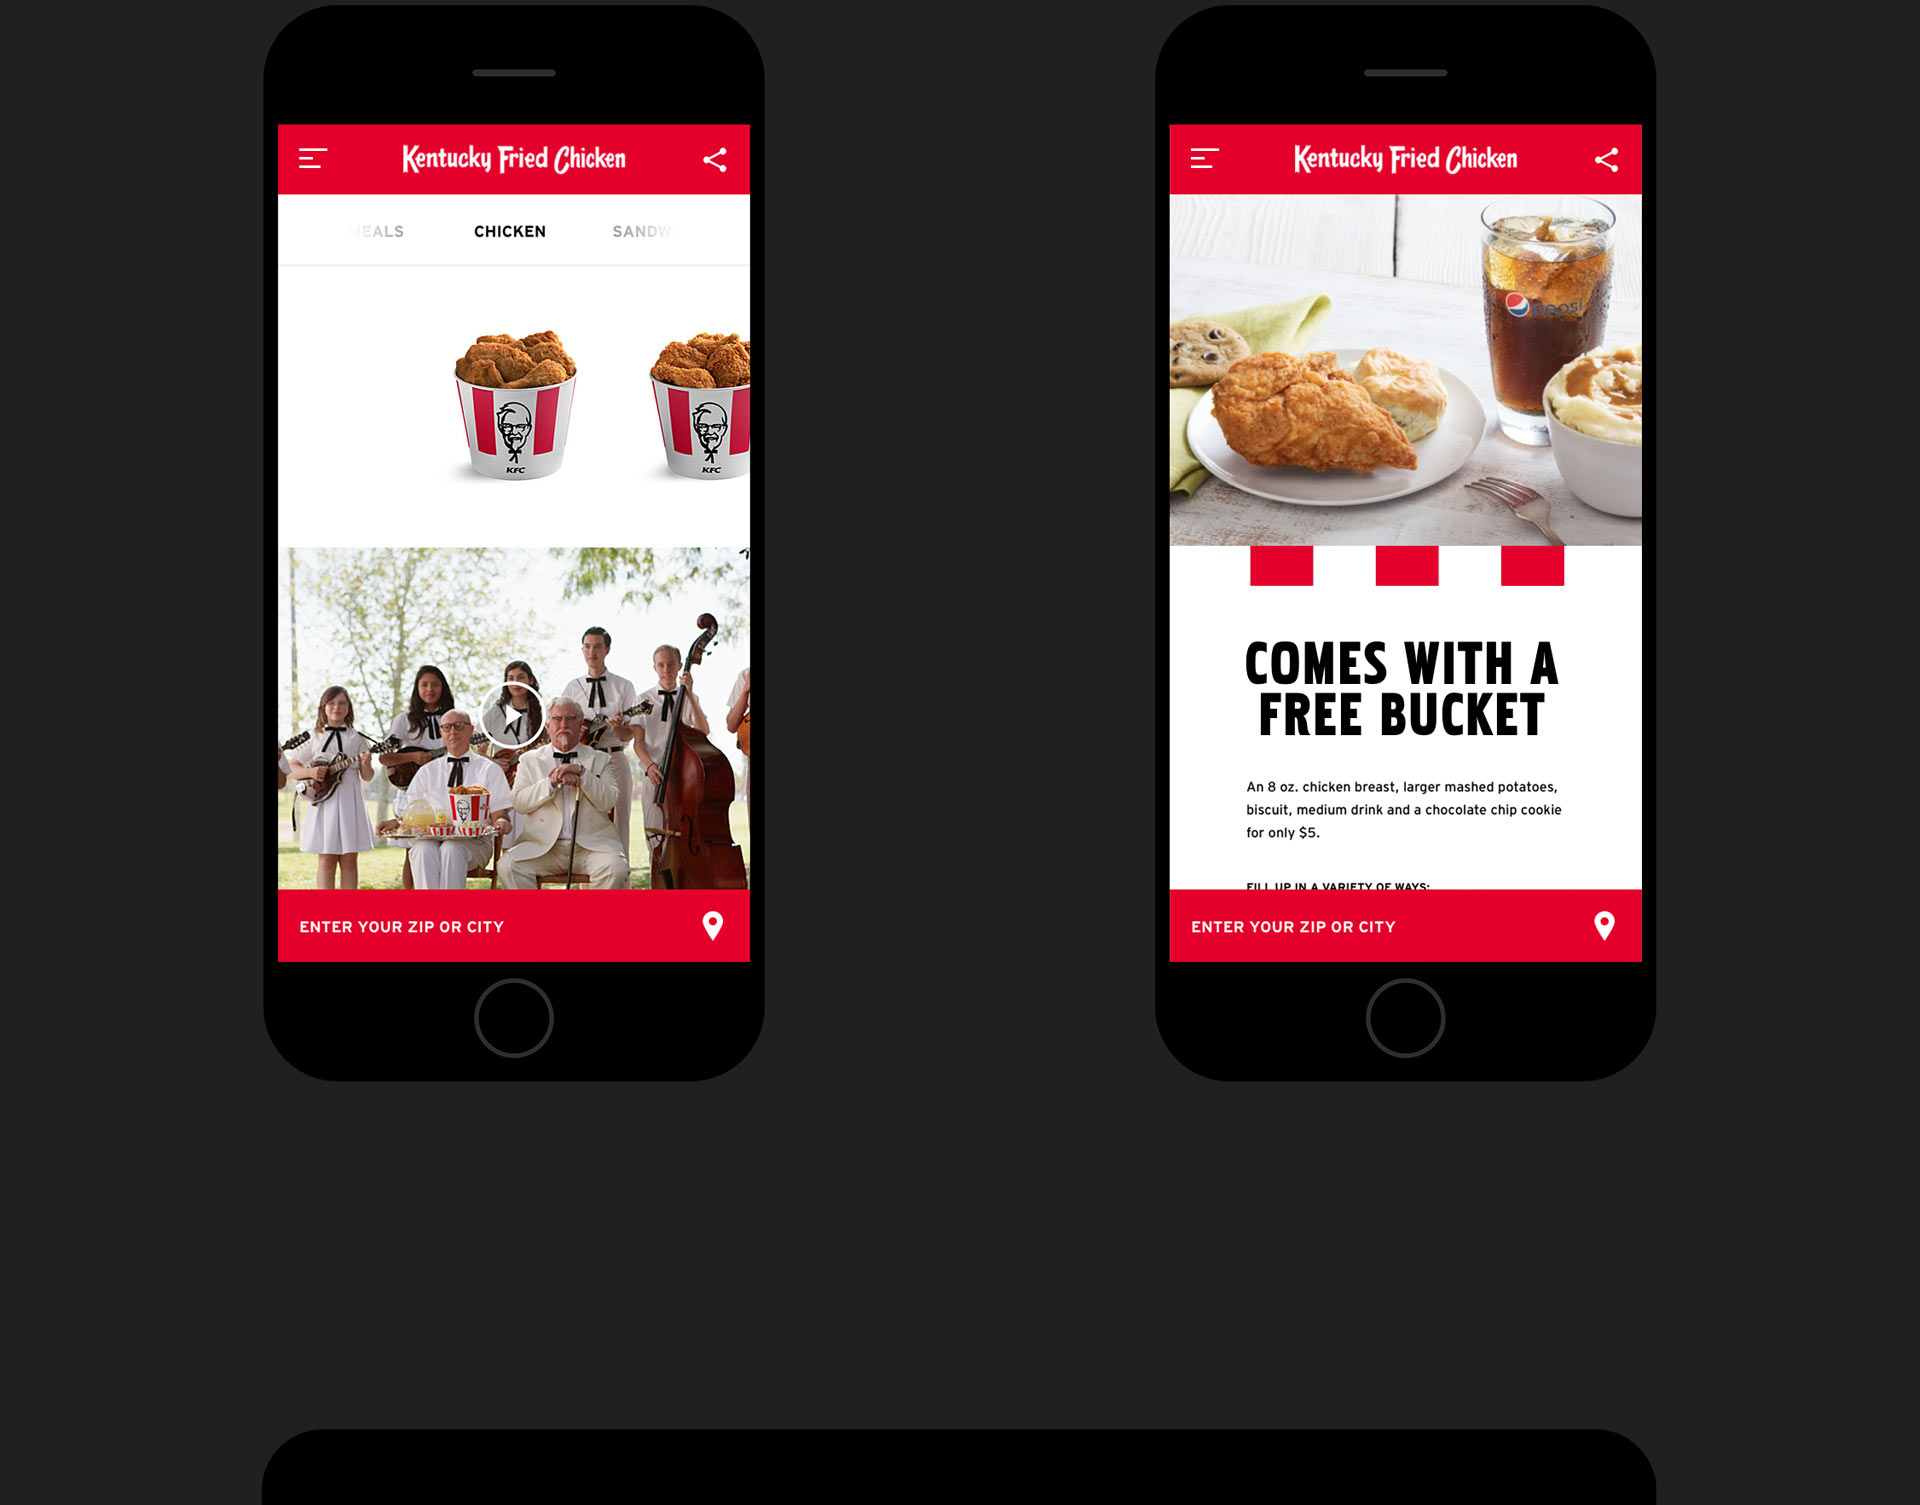 Kentucky Fried Chicken
MEALS CHICKEN SANDW
KFC KFC
ENTER YOUR ZIP OR CITY
Kentucky Fried Chicken
pepsi
COMES WITH A
FREE BUCKET
An 8 oz. chicken breast, larger mashed potatoes,
biscuit, medium drink and a chocolate chip cookie
for only $5.
FILL UP IN A VARIETY OF WAYS:
ENTER YOUR ZIP OR CITY